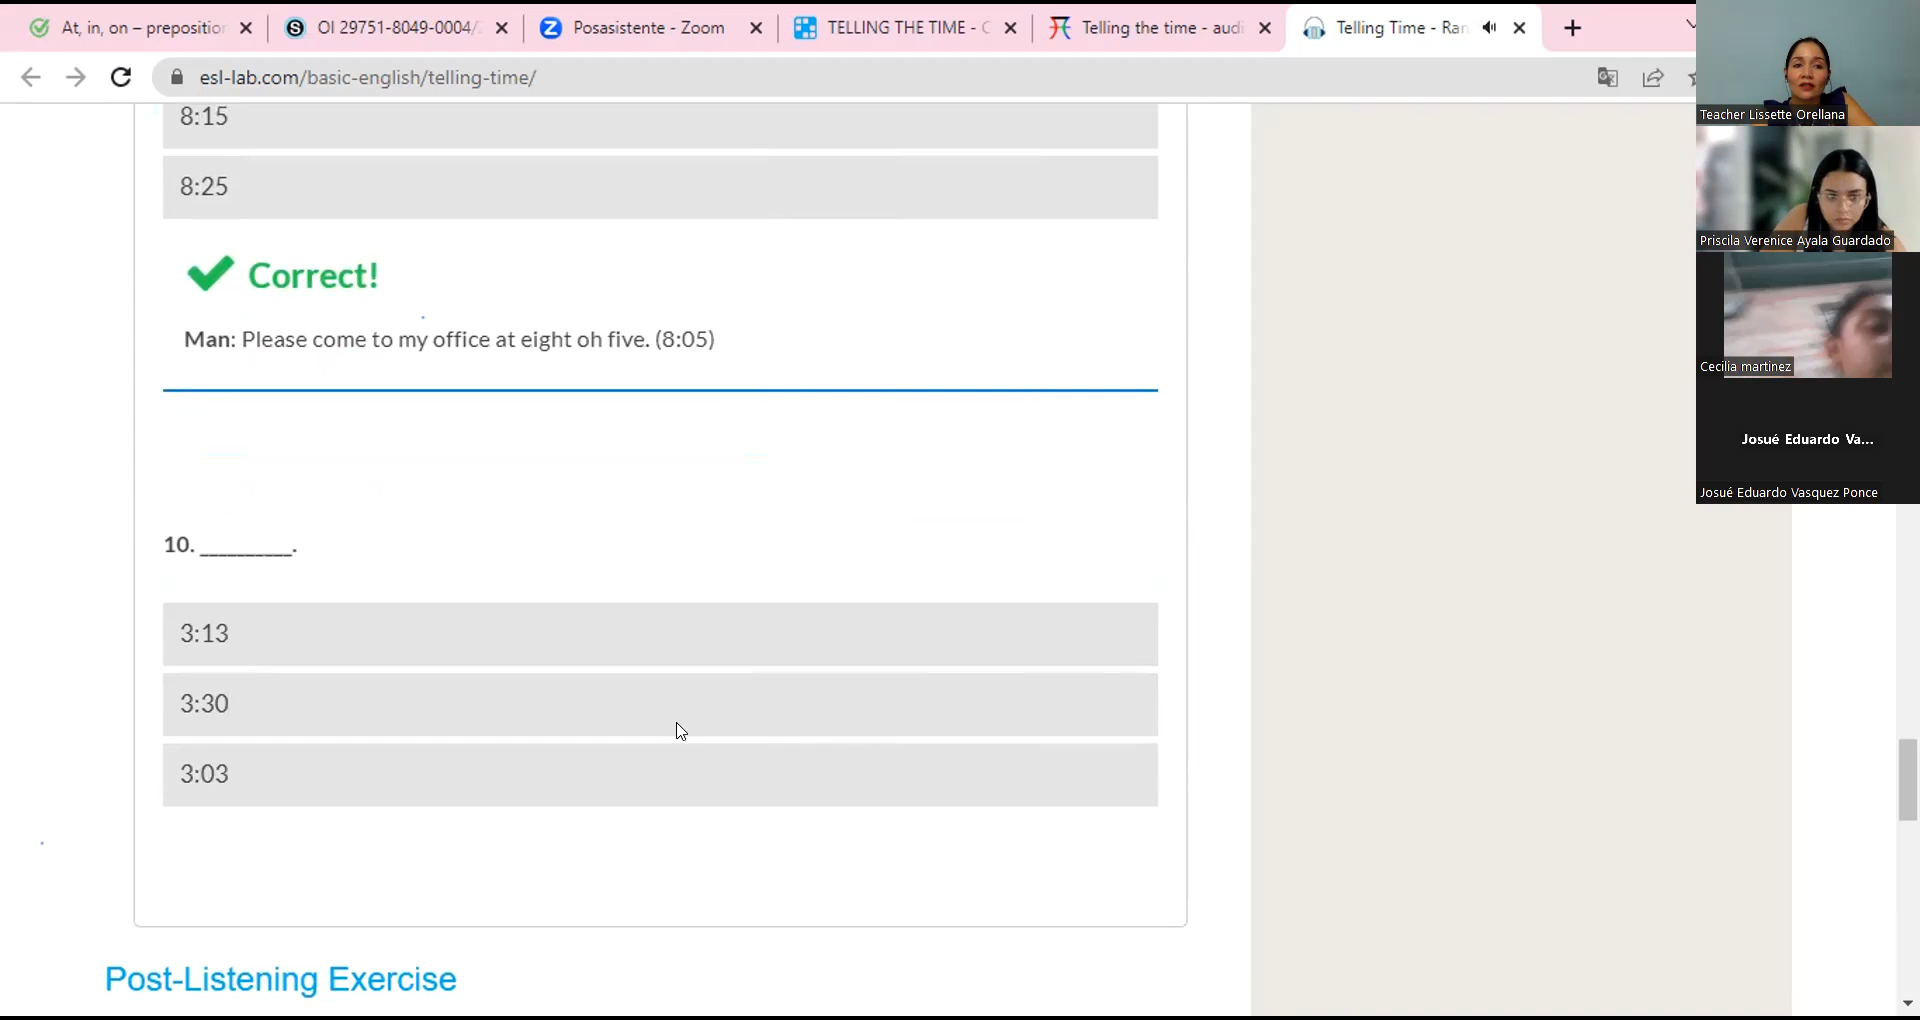 At, in, on – prepositio
OI 29751-8049-0004/
Posasistente - Zoom
TELLING THE TIME - C
Telling the time - audi
Telling Time - Ran
esl-lab.com/basic-english/telling-time/
8:15
8:25
Correct!
Man: Please come to my office at eight oh five. (8:05)
10. __________.
3:13
3:30
3:03
Post-Listening Exercise
Teacher Lissette Orellana
Priscila Verenice Ayala Guardado
Cecilia martinez
Josué Eduardo Va...
Josué Eduardo Vasquez Ponce